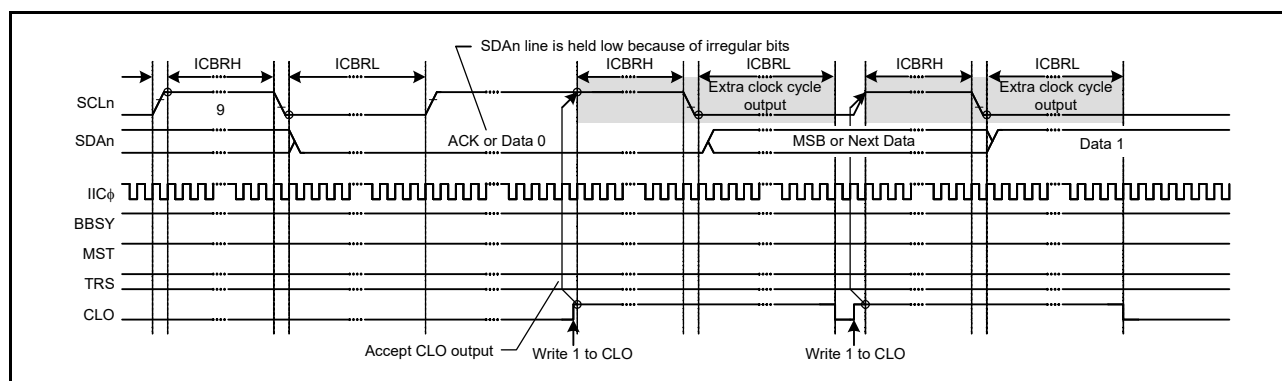 SDAn line is held low because of irregular bits
ICBRH ICBRL ICBRH ICBRL ICBRH ICBRL
SCLn 9 Extra clock cycle output Extra clock cycle output
SDAn ACK or Data 0 MSB or Next Data Data 1
IICϕ
BBSY
MST
TRS
CLO
Accept CLO output Write 1 to CLO Write 1 to CLO